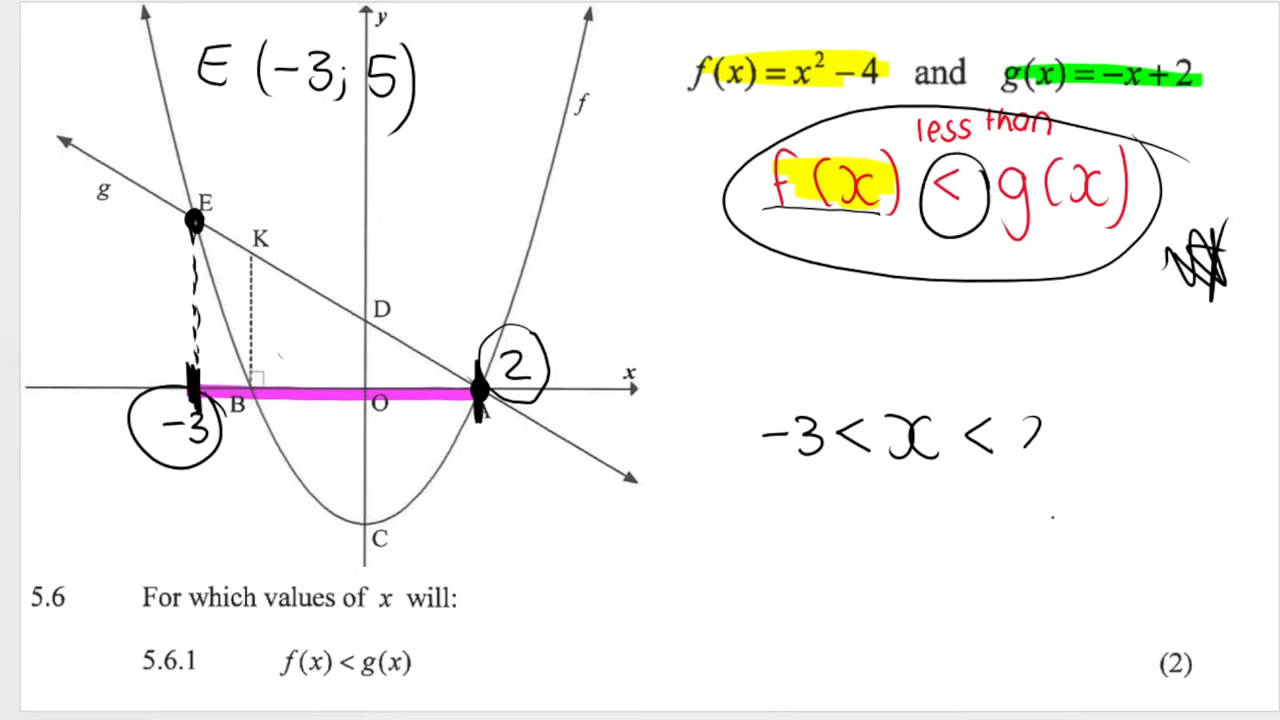 y
E (-3; 5)
f(x) = x² − 4 and g(x) = −x + 2
f
less than
f(x) < g(x)
g
E
K
D
2
x
B
O
A
-3
-3 < x < 2
C
5.6 For which values of x will:
5.6.1 f(x) < g(x) (2)